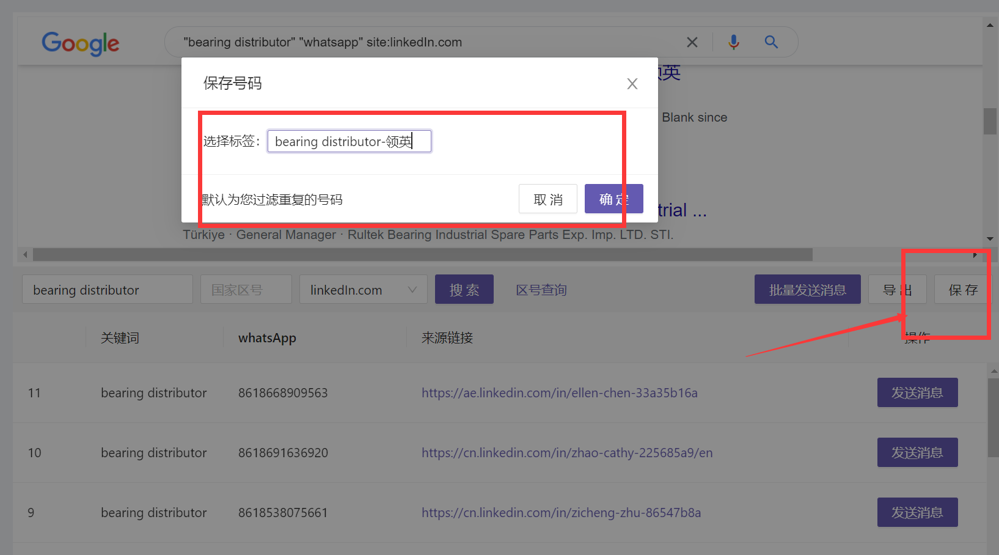 Google
"bearing distributor" "whatsapp" site:linkedIn.com
保存号码
领英
选择标签：
bearing distributor-领英
Blank since
默认为您过滤重复的号码
取 消
确 定
trial ...
Türkiye · General Manager · Rultek Bearing Industrial Spare Parts Exp. Imp. LTD. STI.
bearing distributor
国家区号
linkedIn.com
搜 索
区号查询
批量发送消息
导 出
保 存
关键词
whatsApp
来源链接
操作
11
bearing distributor
8618668909563
https://ae.linkedin.com/in/ellen-chen-33a35b16a
发送消息
10
bearing distributor
8618691636920
https://cn.linkedin.com/in/zhao-cathy-225685a9/en
发送消息
9
bearing distributor
8618538075661
https://cn.linkedin.com/in/zicheng-zhu-86547b8a
发送消息